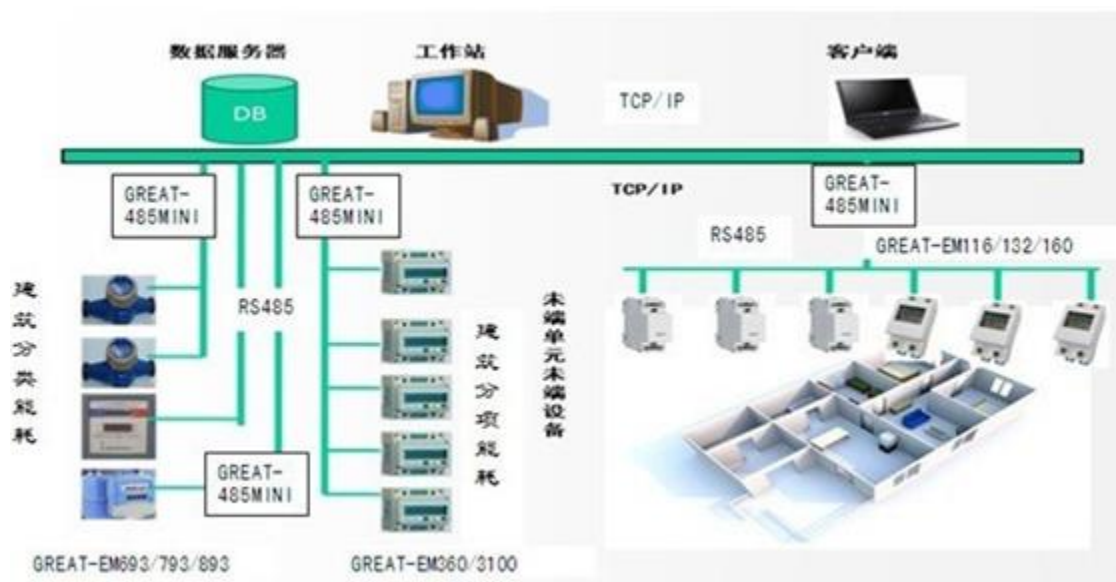 数据服务器
工作站
客户端
DB
TCP/IP
GREAT-
485MINI
GREAT-
485MINI
TCP/IP
GREAT-
485MINI
RS485
GREAT-EM116/132/160
RS485
建筑分类能耗
建筑分项能耗
末端单元末端设备
GREAT-
485MINI
GREAT-EM693/793/893
GREAT-EM360/3100